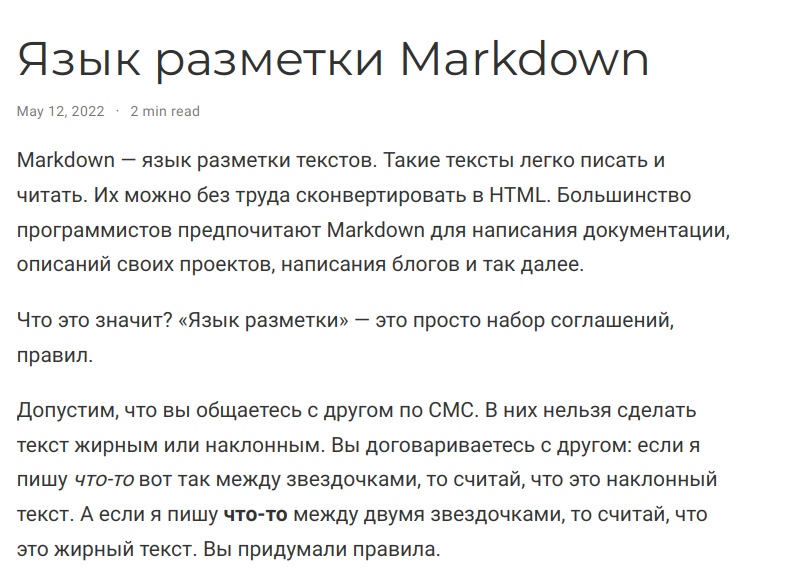 Язык разметки Markdown
May 12, 2022 · 2 min read
Markdown — язык разметки текстов. Такие тексты легко писать и
читать. Их можно без труда сконвертировать в HTML. Большинство
программистов предпочитают Markdown для написания документации,
описаний своих проектов, написания блогов и так далее.
Что это значит? «Язык разметки» — это просто набор соглашений,
правил.
Допустим, что вы общаетесь с другом по СМС. В них нельзя сделать
текст жирным или наклонным. Вы договариваетесь с другом: если я
пишу что-то вот так между звездочками, то считай, что это наклонный
текст. А если я пишу что-то между двумя звездочками, то считай, что
это жирный текст. Вы придумали правила.